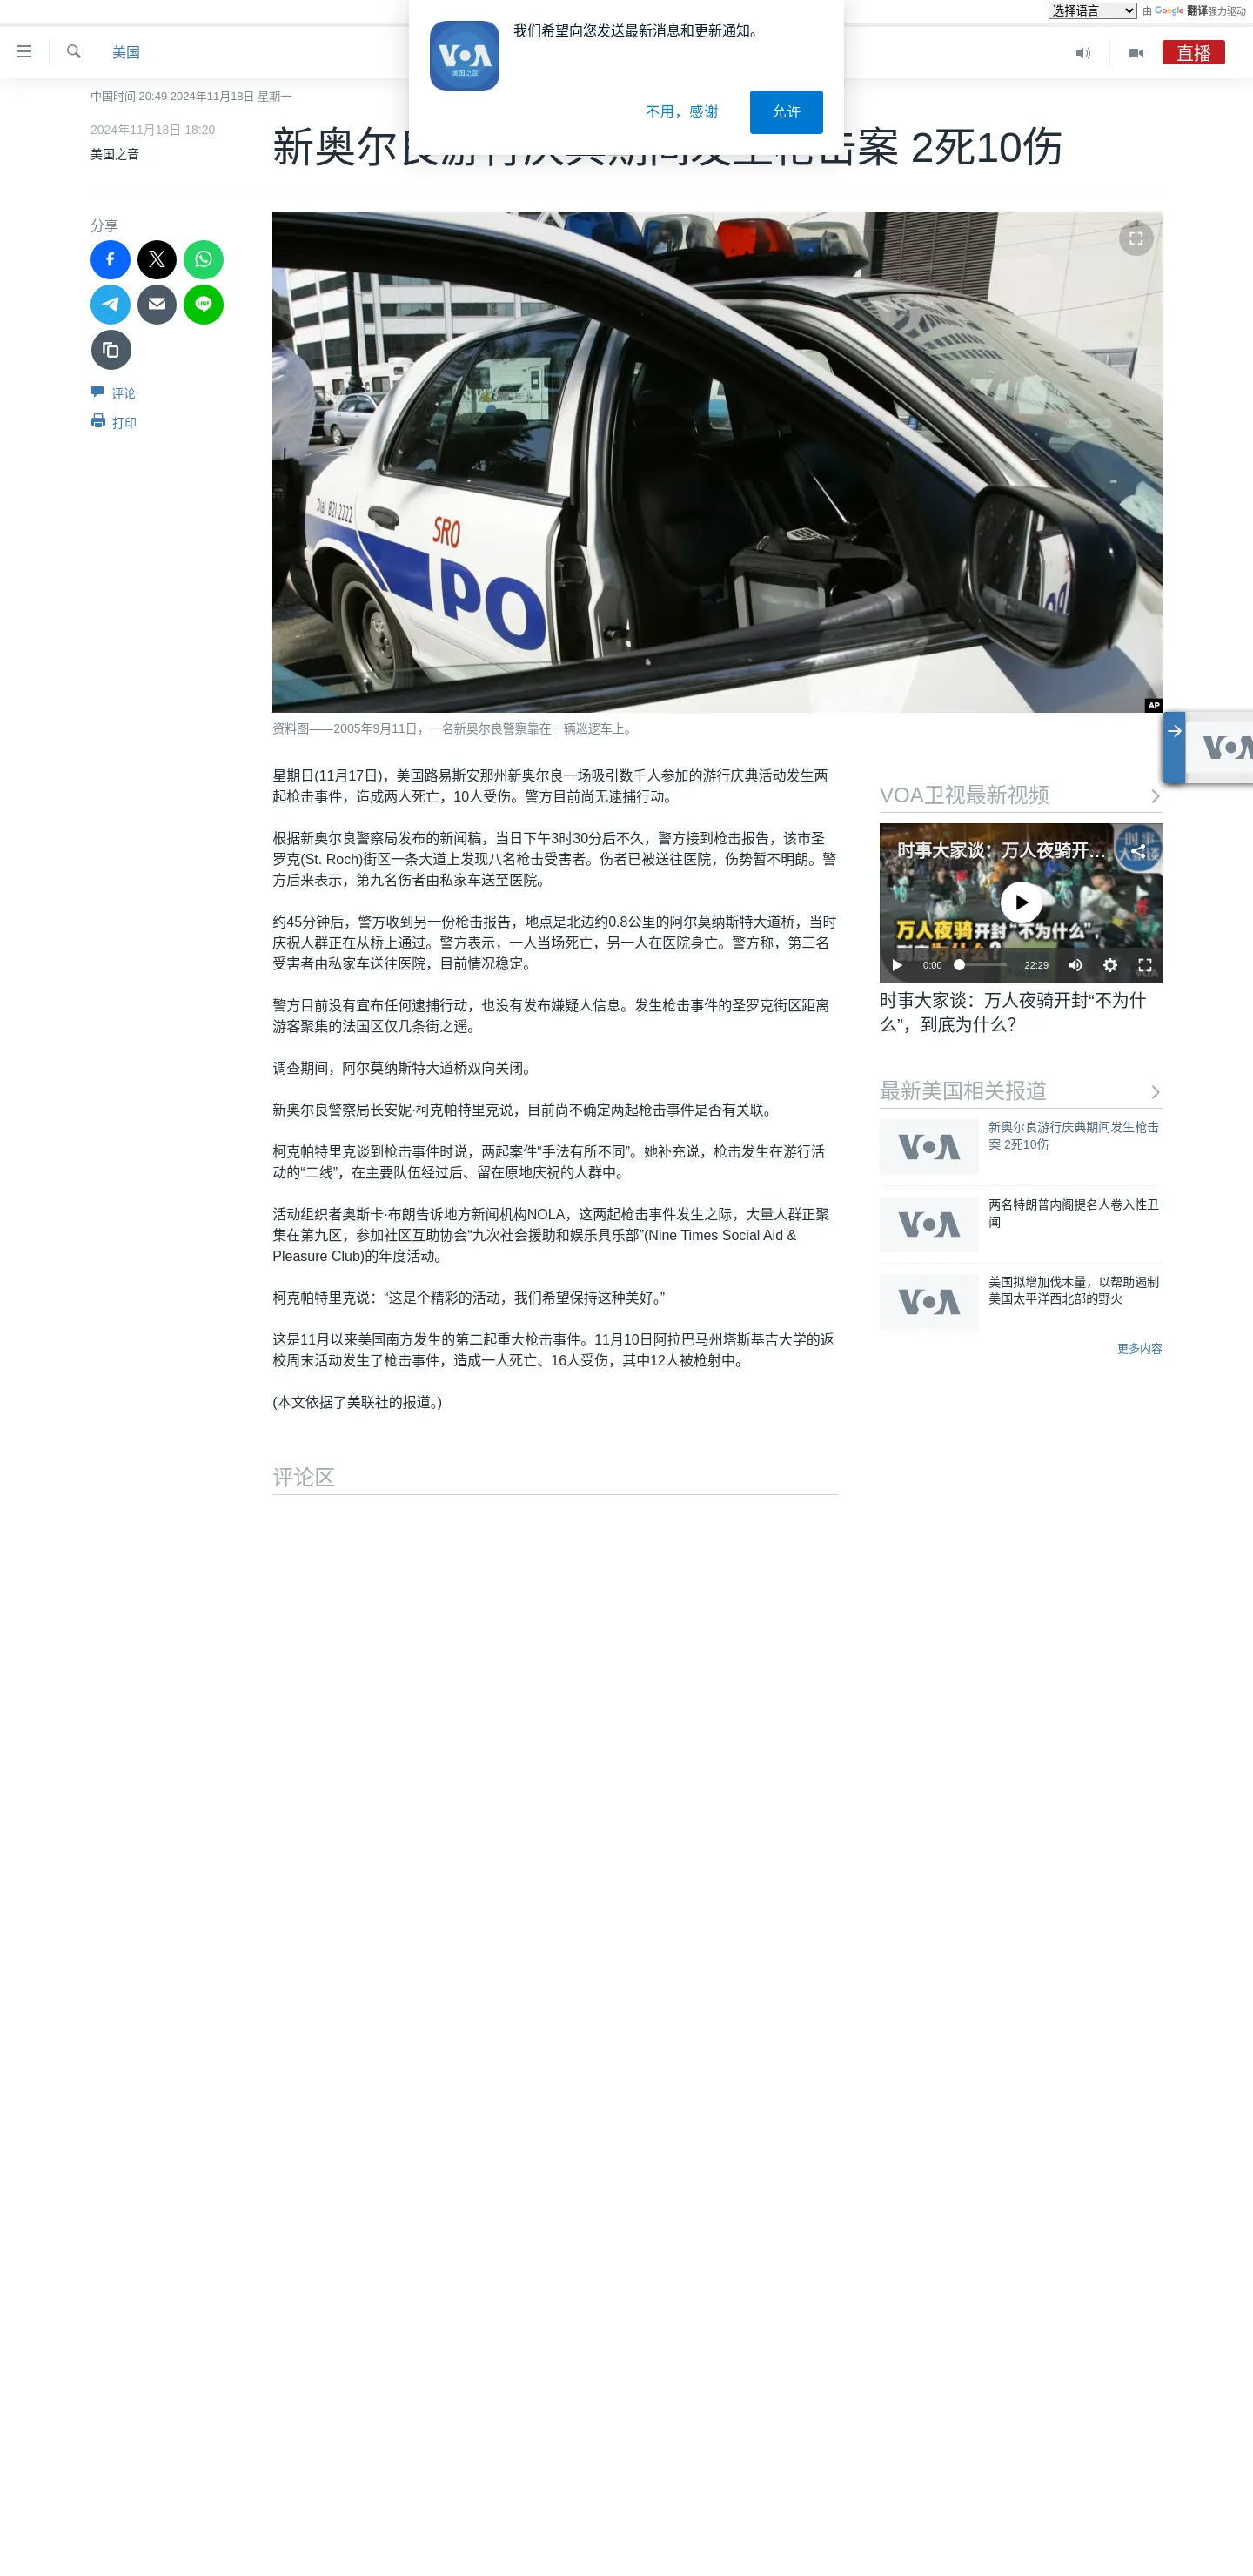 选择语言
由 Google 翻译强力驱动
我们希望向您发送最新消息和更新通知。
VOA
美国之音
不用，感谢
允许
美国
直播
中国时间 20:49 2024年11月18日 星期一
2024年11月18日 18:20
美国之音
新奥尔良游行庆典期间发生枪击案 2死10伤
分享
LINE
评论
打印
Dial 821-2222
SRO
PO
AP
资料图——2005年9月11日，一名新奥尔良警察靠在一辆巡逻车上。
星期日(11月17日)，美国路易斯安那州新奥尔良一场吸引数千人参加的游行庆典活动发生两
起枪击事件，造成两人死亡，10人受伤。警方目前尚无逮捕行动。
根据新奥尔良警察局发布的新闻稿，当日下午3时30分后不久，警方接到枪击报告，该市圣
罗克(St. Roch)街区一条大道上发现八名枪击受害者。伤者已被送往医院，伤势暂不明朗。警
方后来表示，第九名伤者由私家车送至医院。
约45分钟后，警方收到另一份枪击报告，地点是北边约0.8公里的阿尔莫纳斯特大道桥，当时
庆祝人群正在从桥上通过。警方表示，一人当场死亡，另一人在医院身亡。警方称，第三名
受害者由私家车送往医院，目前情况稳定。
警方目前没有宣布任何逮捕行动，也没有发布嫌疑人信息。发生枪击事件的圣罗克街区距离
游客聚集的法国区仅几条街之遥。
调查期间，阿尔莫纳斯特大道桥双向关闭。
新奥尔良警察局长安妮·柯克帕特里克说，目前尚不确定两起枪击事件是否有关联。
柯克帕特里克谈到枪击事件时说，两起案件“手法有所不同”。她补充说，枪击发生在游行活
动的“二线”，在主要队伍经过后、留在原地庆祝的人群中。
活动组织者奥斯卡·布朗告诉地方新闻机构NOLA，这两起枪击事件发生之际，大量人群正聚
集在第九区，参加社区互助协会“九次社会援助和娱乐具乐部”(Nine Times Social Aid &
Pleasure Club)的年度活动。
柯克帕特里克说：“这是个精彩的活动，我们希望保持这种美好。”
这是11月以来美国南方发生的第二起重大枪击事件。11月10日阿拉巴马州塔斯基吉大学的返
校周末活动发生了枪击事件，造成一人死亡、16人受伤，其中12人被枪射中。
(本文依据了美联社的报道。)
评论区
VOA卫视最新视频
时事大家谈：万人夜骑开...
时事
大家谈
万人夜骑开封“不为什么”，
到底为什么？
0:00
22:29
VOA
时事大家谈：万人夜骑开封“不为什
么”，到底为什么？
最新美国相关报道
VOA
新奥尔良游行庆典期间发生枪击
案 2死10伤
VOA
两名特朗普内阁提名人卷入性丑
闻
VOA
美国拟增加伐木量，以帮助遏制
美国太平洋西北部的野火
更多内容